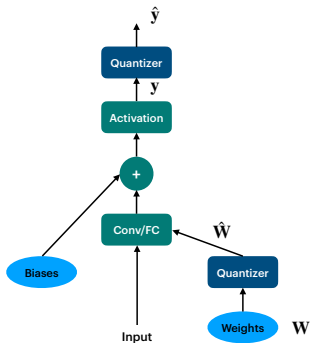 ŷ
Quantizer
y
Activation
+
Conv/FC
Ŵ
Biases
Quantizer
Input
Weights W